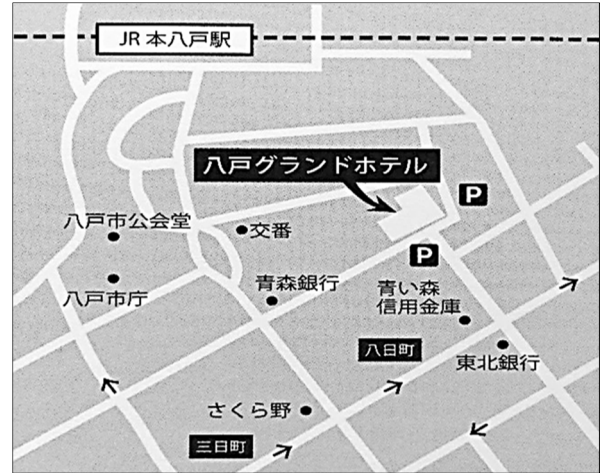 JR 本八戸駅
八戸グランドホテル
P
八戸市公会堂
交番
P
八戸市庁
青森銀行
青い森
信用金庫
八日町
東北銀行
さくら野
三日町